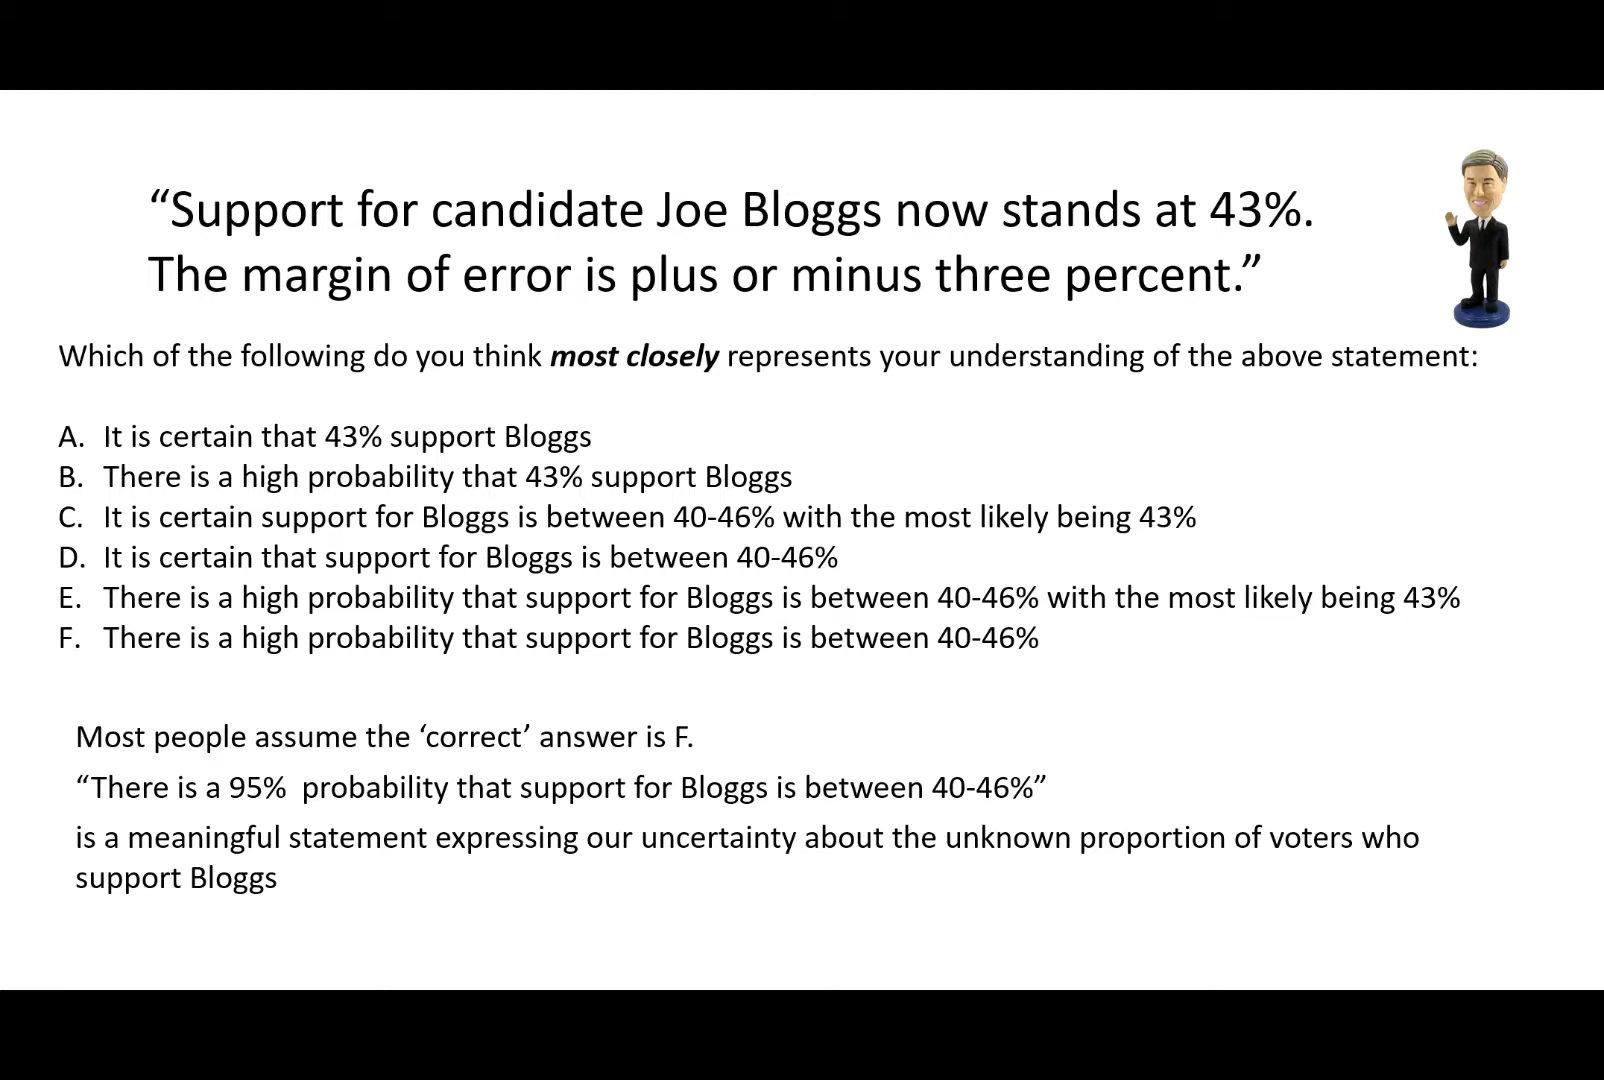 “Support for candidate Joe Bloggs now stands at 43%.
The margin of error is plus or minus three percent.”
Which of the following do you think most closely represents your understanding of the above statement:
A. It is certain that 43% support Bloggs
B. There is a high probability that 43% support Bloggs
C. It is certain support for Bloggs is between 40-46% with the most likely being 43%
D. It is certain that support for Bloggs is between 40-46%
E. There is a high probability that support for Bloggs is between 40-46% with the most likely being 43%
F. There is a high probability that support for Bloggs is between 40-46%
Most people assume the ‘correct’ answer is F.
“There is a 95% probability that support for Bloggs is between 40-46%”
is a meaningful statement expressing our uncertainty about the unknown proportion of voters who
support Bloggs